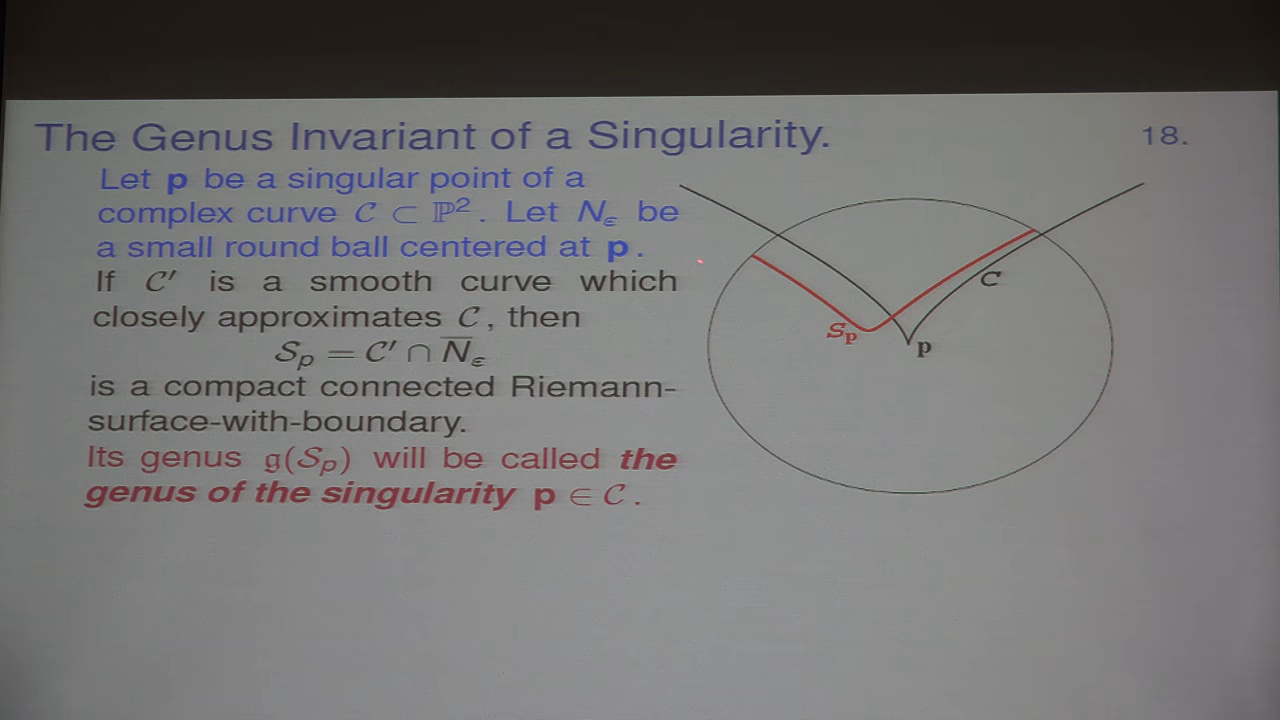 The Genus Invariant of a Singularity.
18.
Let p be a singular point of a
complex curve 𝒞 ⊂ ℙ². Let N_ε be
a small round ball centered at p.
If 𝒞′ is a smooth curve which
closely approximates 𝒞, then
𝒮_p = 𝒞′ ∩ N̅_ε
is a compact connected Riemann-
surface-with-boundary.
Its genus 𝔤(𝒮_p) will be called the
genus of the singularity p ∈ 𝒞.
𝒞
𝒮_p
p